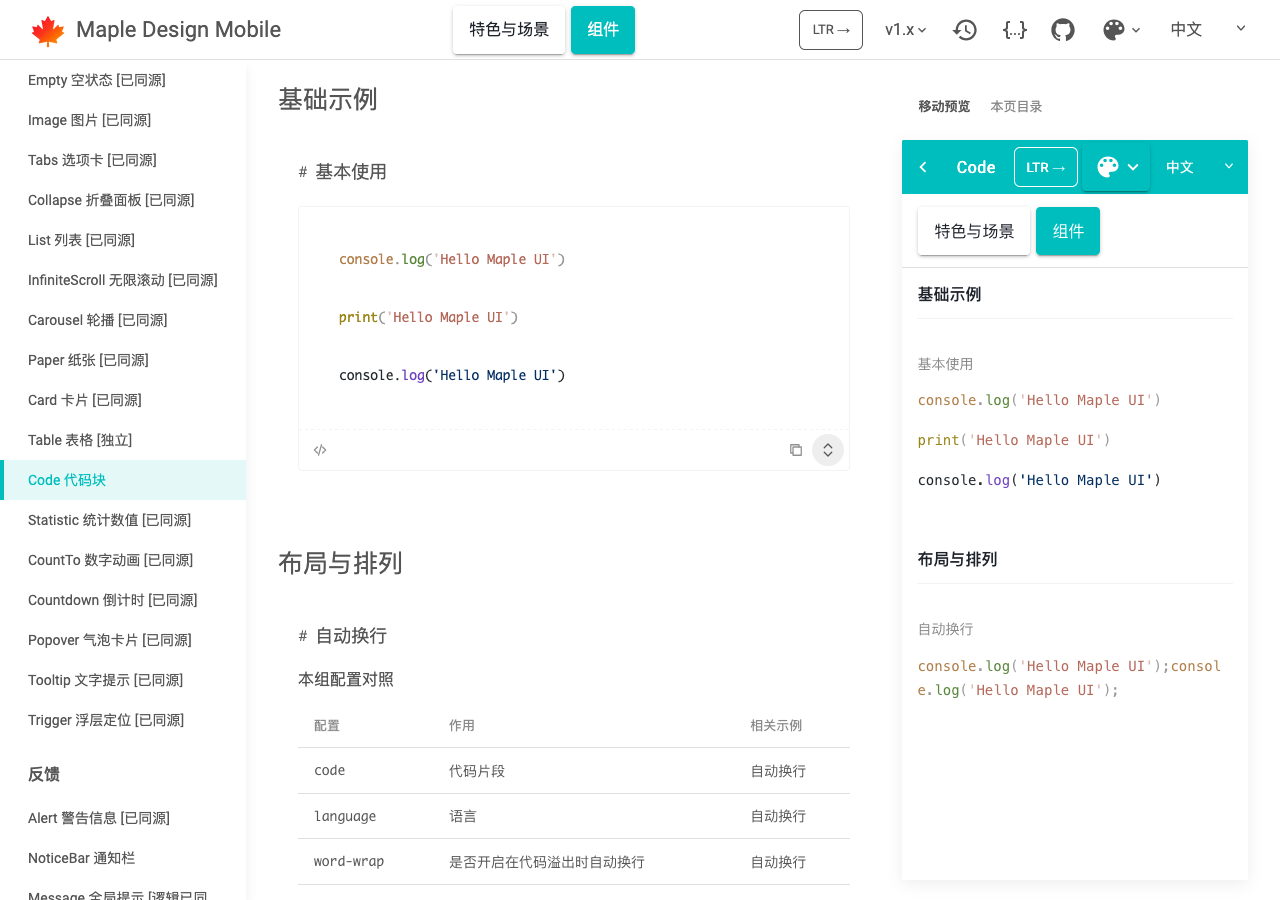 Maple Design Mobile
特色与场景
组件
LTR→
v1.x
{..}
中文
Empty 空状态 [已同源]
Image 图片 [已同源]
Tabs 选项卡 [已同源]
Collapse 折叠面板 [已同源]
List 列表 [已同源]
InfiniteScroll 无限滚动 [已同源]
Carousel 轮播 [已同源]
Paper 纸张 [已同源]
Card 卡片 [已同源]
Table 表格 [独立]
Code 代码块
Statistic 统计数值 [已同源]
CountTo 数字动画 [已同源]
Countdown 倒计时 [已同源]
Popover 气泡卡片 [已同源]
Tooltip 文字提示 [已同源]
Trigger 浮层定位 [已同源]
反馈
Alert 警告信息 [已同源]
NoticeBar 通知栏
Message 全局提示 [逻辑已同
基础示例
# 基本使用
console.log('Hello Maple UI')
print('Hello Maple UI')
console.log('Hello Maple UI')
布局与排列
# 自动换行
本组配置对照
配置 作用 相关示例
code 代码片段 自动换行
language 语言 自动换行
word-wrap 是否开启在代码溢出时自动换行 自动换行
移动预览 本页目录
Code
LTR→
中文
特色与场景
组件
基础示例
基本使用
console.log('Hello Maple UI')
print('Hello Maple UI')
console.log('Hello Maple UI')
布局与排列
自动换行
console.log('Hello Maple UI');consol
e.log('Hello Maple UI');